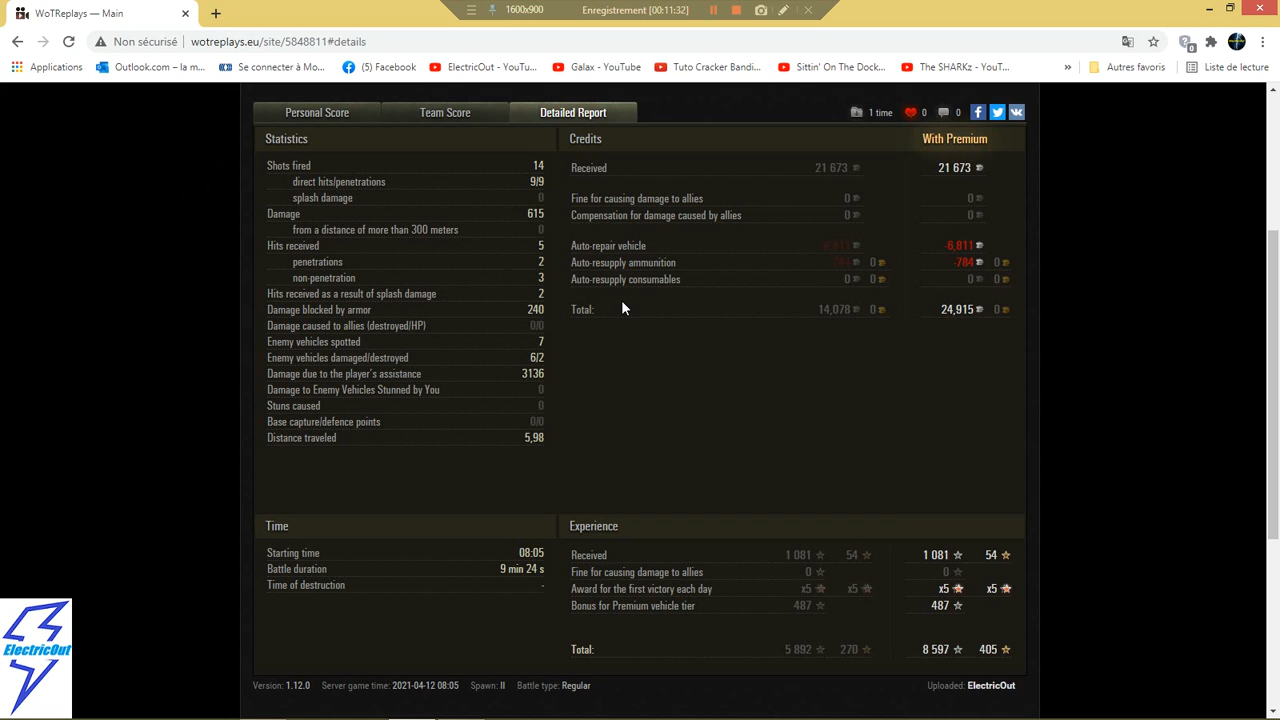 WoTReplays — Main
1600x900
Enregistrement [00:11:32]
Non sécurisé
wotreplays.eu/site/5848811#details
Applications
Outlook.com – la m...
Se connecter à Mo...
(5) Facebook
ElectricOut - YouTu...
Galax - YouTube
Tuto Cracker Bandi...
Sittin' On The Dock...
The SHARKz - YouT...
»
Autres favoris
Liste de lecture
Personal Score
Team Score
Detailed Report
1 time
0
0
Statistics
Credits
With Premium
Shots fired 14
direct hits/penetrations 9/9
splash damage 0
Damage 615
from a distance of more than 300 meters 0
Hits received 5
penetrations 2
non-penetration 3
Hits received as a result of splash damage 2
Damage blocked by armor 240
Damage caused to allies (destroyed/HP) 0/0
Enemy vehicles spotted 7
Enemy vehicles damaged/destroyed 6/2
Damage due to the player's assistance 3136
Damage to Enemy Vehicles Stunned by You 0
Stuns caused 0
Base capture/defence points 0/0
Distance traveled 5,98
Received 21 673 21 673
Fine for causing damage to allies 0 0
Compensation for damage caused by allies 0 0
Auto-repair vehicle -6,811 -6,811
Auto-resupply ammunition -784 0 -784 0
Auto-resupply consumables 0 0 0 0
Total: 14,078 0 24,915 0
Time
Starting time 08:05
Battle duration 9 min 24 s
Time of destruction -
Experience
Received 1 081 54 1 081 54
Fine for causing damage to allies 0 0
Award for the first victory each day x5 x5 x5 x5
Bonus for Premium vehicle tier 487 487
Total: 5 892 270 8 597 405
ElectricOut
Version: 1.12.0 Server game time: 2021-04-12 08:05 Spawn: II Battle type: Regular
Uploaded: ElectricOut